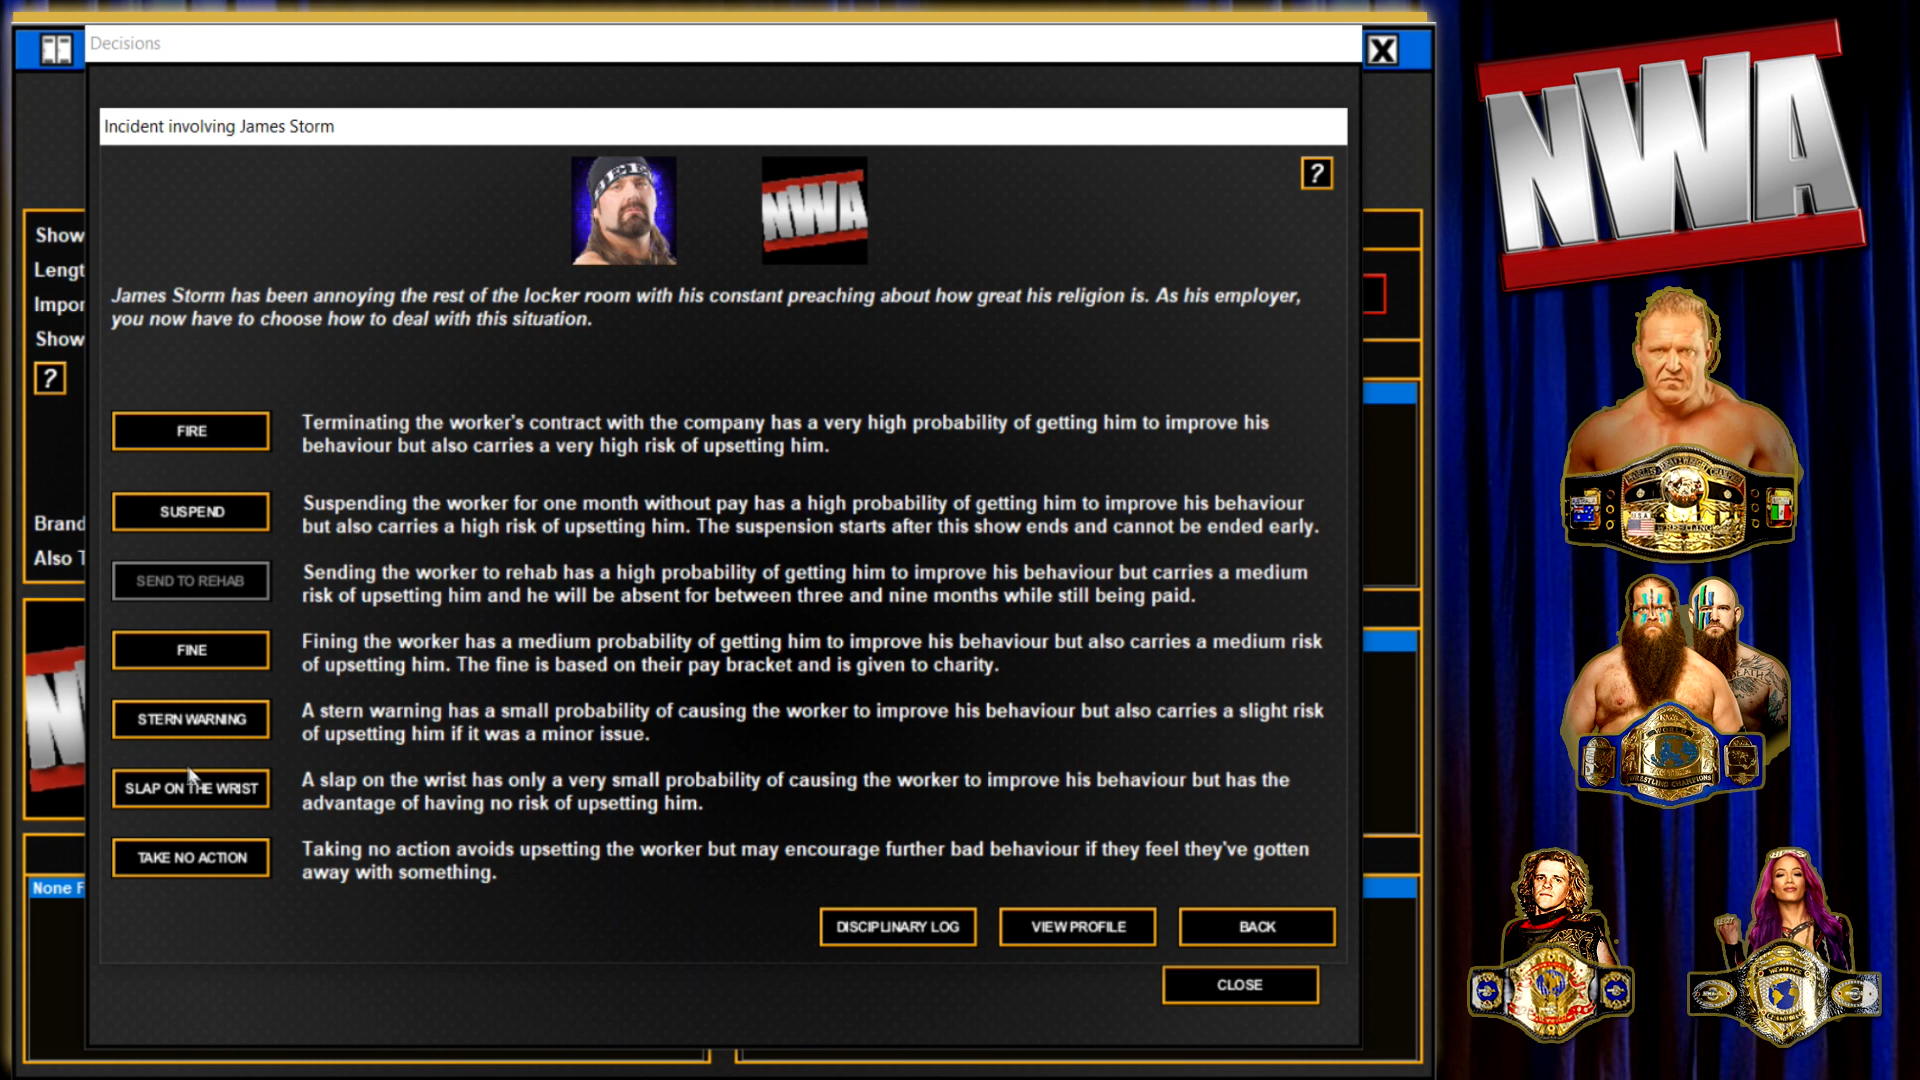 Decisions
X
Incident involving James Storm
NWA
?
James Storm has been annoying the rest of the locker room with his constant preaching about how great his religion is. As his employer,
you now have to choose how to deal with this situation.
Show
Lengt
Impor
Show
?
Brand
Also T
None F
FIRE
Terminating the worker's contract with the company has a very high probability of getting him to improve his
behaviour but also carries a very high risk of upsetting him.
SUSPEND
Suspending the worker for one month without pay has a high probability of getting him to improve his behaviour
but also carries a high risk of upsetting him. The suspension starts after this show ends and cannot be ended early.
SEND TO REHAB
Sending the worker to rehab has a high probability of getting him to improve his behaviour but carries a medium
risk of upsetting him and he will be absent for between three and nine months while still being paid.
FINE
Fining the worker has a medium probability of getting him to improve his behaviour but also carries a medium risk
of upsetting him. The fine is based on their pay bracket and is given to charity.
STERN WARNING
A stern warning has a small probability of causing the worker to improve his behaviour but also carries a slight risk
of upsetting him if it was a minor issue.
SLAP ON THE WRIST
A slap on the wrist has only a very small probability of causing the worker to improve his behaviour but has the
advantage of having no risk of upsetting him.
TAKE NO ACTION
Taking no action avoids upsetting the worker but may encourage further bad behaviour if they feel they've gotten
away with something.
DISCIPLINARY LOG
VIEW PROFILE
BACK
CLOSE
NWA